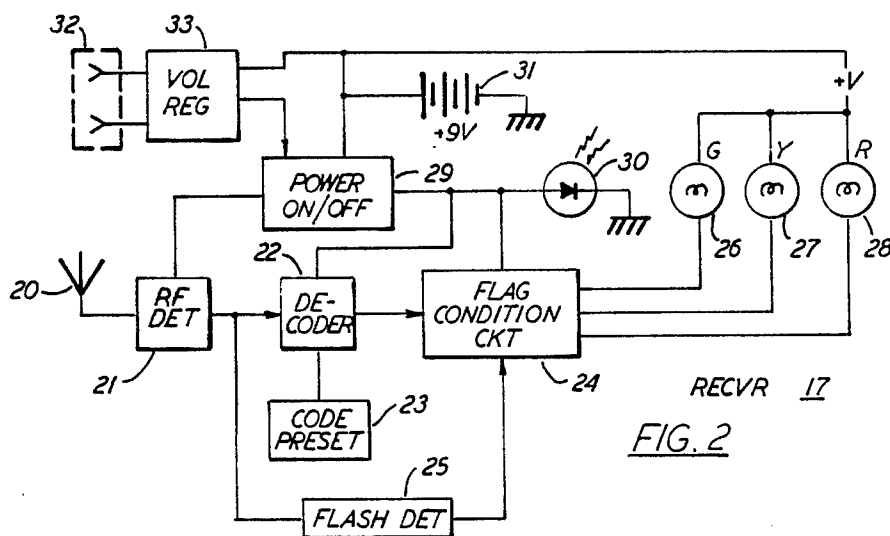 32
33
VOL
REG
31
+9V
+V
POWER
ON/OFF
29
30
G
Y
R
26
27
28
20
RF
DET
21
22
DE-
CODER
FLAG
CONDITION
CKT
24
CODE
PRESET
23
25
FLASH DET
RECVR 17
FIG. 2